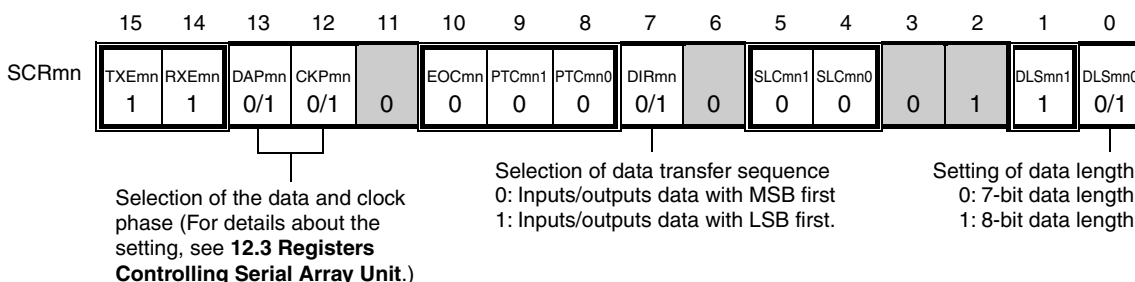 15 14 13 12 11 10 9 8 7 6 5 4 3 2 1 0
SCRmn TXEmn RXEmn DAPmn CKPmn EOCmn PTCmn1 PTCmn0 DIRmn SLCmn1 SLCmn0 DLSmn1 DLSmn0
1 1 0/1 0/1 0 0 0 0 0/1 0 0 0 0 1 1 0/1
Selection of the data and clock
phase (For details about the
setting, see 12.3 Registers
Controlling Serial Array Unit.)
Selection of data transfer sequence
0: Inputs/outputs data with MSB first
1: Inputs/outputs data with LSB first.
Setting of data length
0: 7-bit data length
1: 8-bit data length